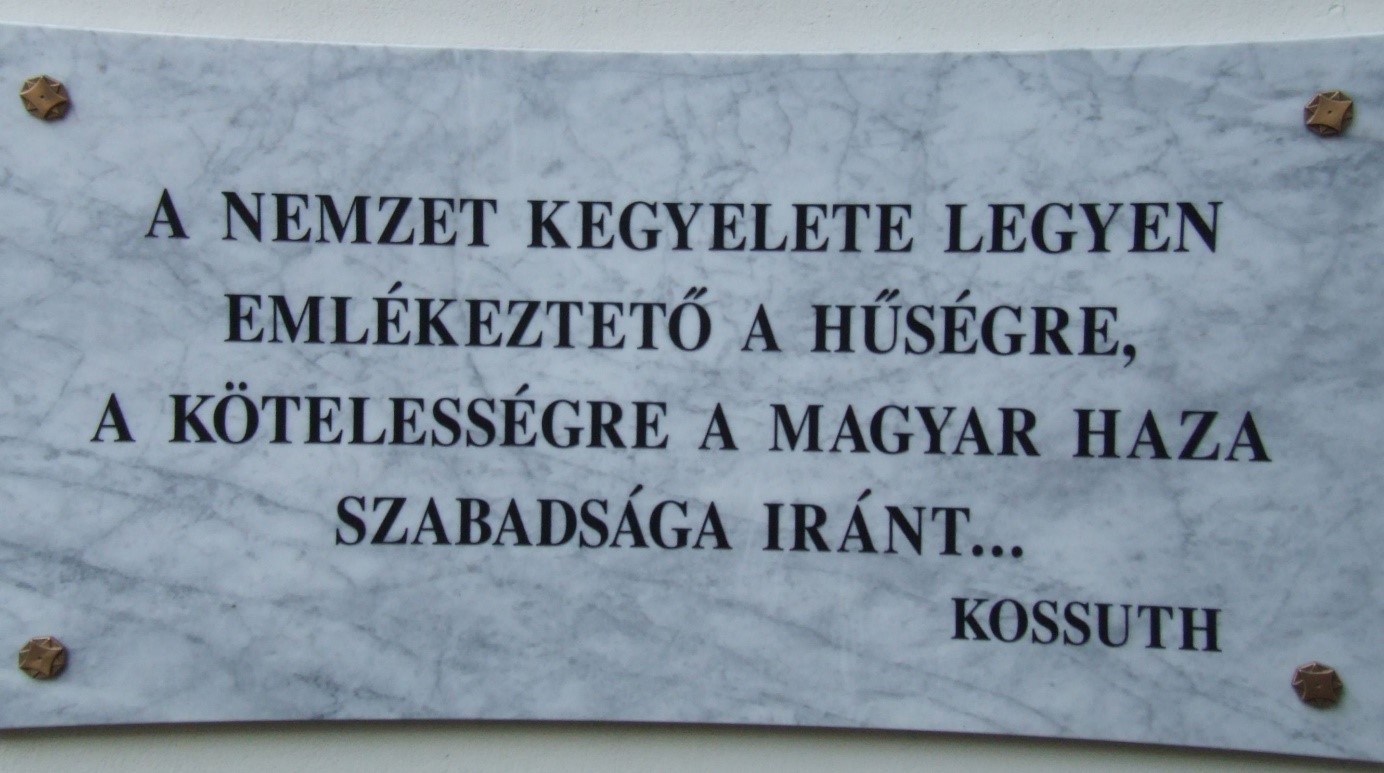 A NEMZET KEGYELETE LEGYEN
EMLÉKEZTETŐ A HŰSÉGRE,
A KÖTELESSÉGRE A MAGYAR HAZA
SZABADSÁGA IRÁNT...
KOSSUTH